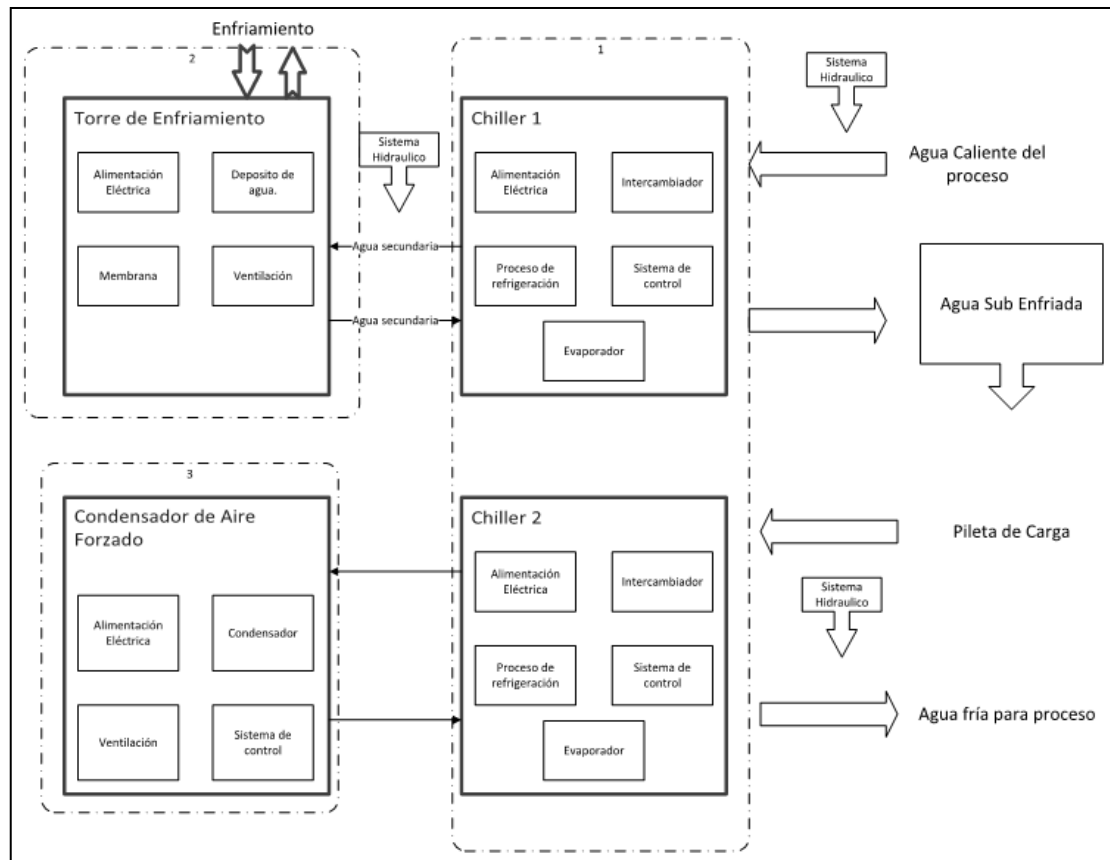 Enfriamiento
2
Torre de Enfriamiento
Alimentación
Eléctrica
Deposito de
agua.
Membrana
Ventilación
Sistema
Hidraulico
Agua secundaria
Agua secundaria
1
Chiller 1
Alimentación
Eléctrica
Intercambiador
Proceso de
refrigeración
Sistema de
control
Evaporador
Sistema
Hidraulico
Agua Caliente del
proceso
Agua Sub Enfriada
3
Condensador de Aire
Forzado
Alimentación
Eléctrica
Condensador
Ventilación
Sistema de
control
Chiller 2
Alimentación
Eléctrica
Intercambiador
Proceso de
refrigeración
Sistema de
control
Evaporador
Pileta de Carga
Sistema
Hidraulico
Agua fría para proceso